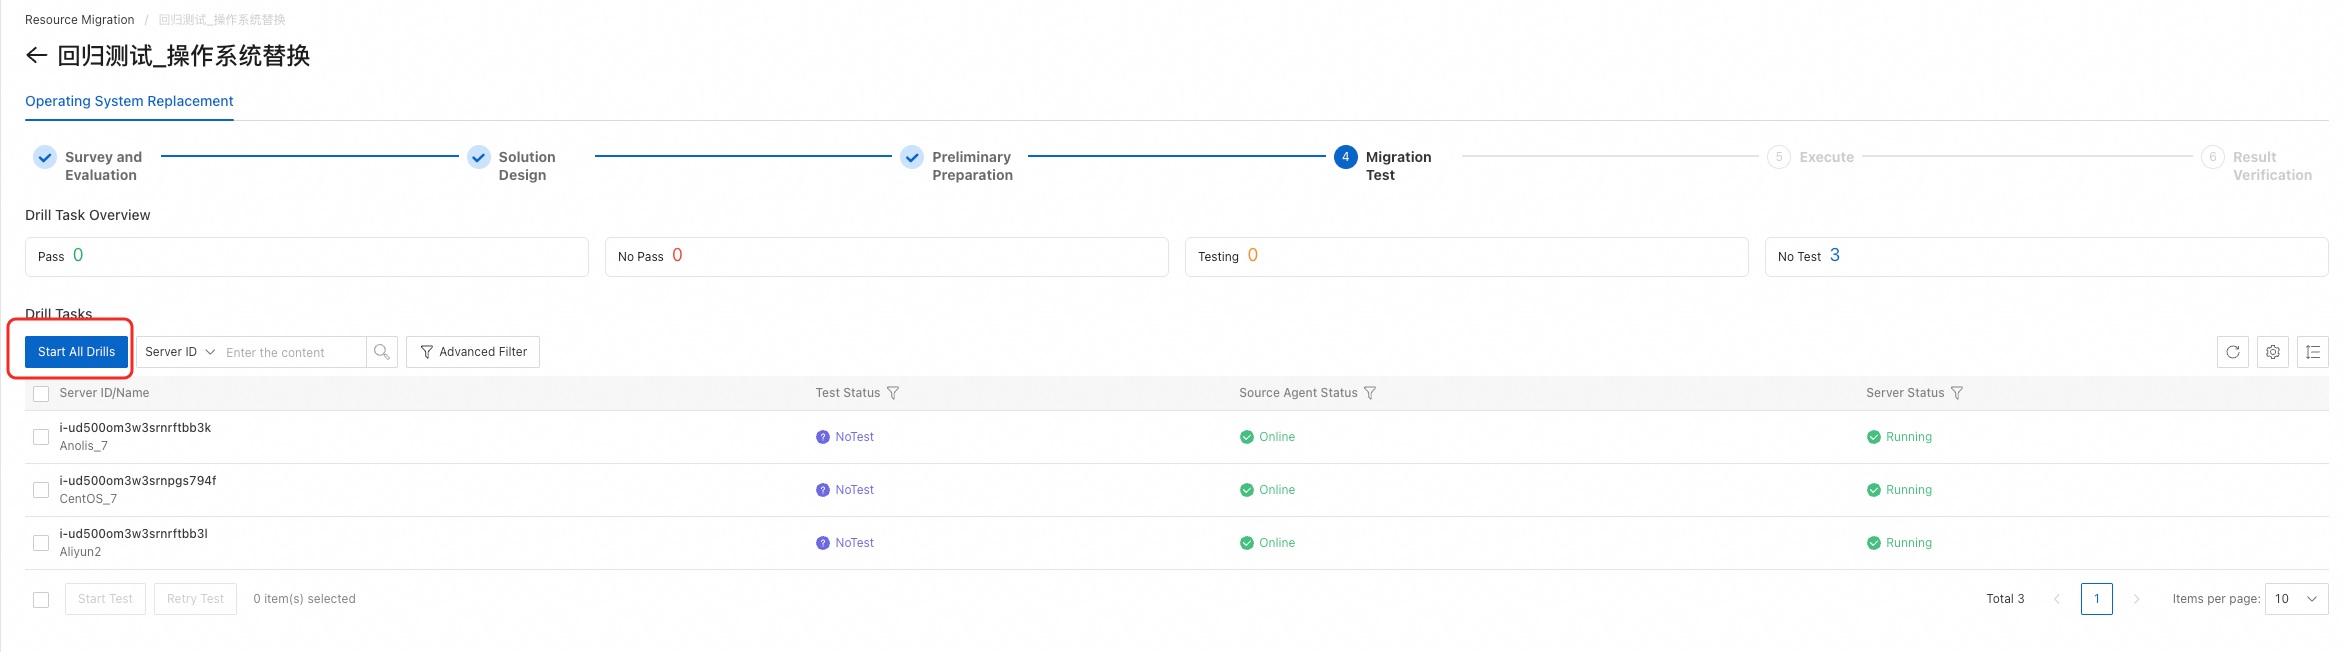 Resource Migration / 回归测试_操作系统替换
回归测试_操作系统替换
Operating System Replacement
Survey and
Evaluation
Solution
Design
Preliminary
Preparation
4 Migration
Test
5 Execute
6 Result
Verification
Drill Task Overview
Pass 0
No Pass 0
Testing 0
No Test 3
Drill Tasks
Start All Drills Server ID Enter the content Advanced Filter
Server ID/Name Test Status Source Agent Status Server Status
i-ud500om3w3srnrftbb3k
Anolis_7
NoTest Online Running
i-ud500om3w3srnpgs794f
CentOS_7
NoTest Online Running
i-ud500om3w3srnrftbb3l
Aliyun2
NoTest Online Running
Start Test Retry Test 0 item(s) selected Total 3 1 Items per page: 10